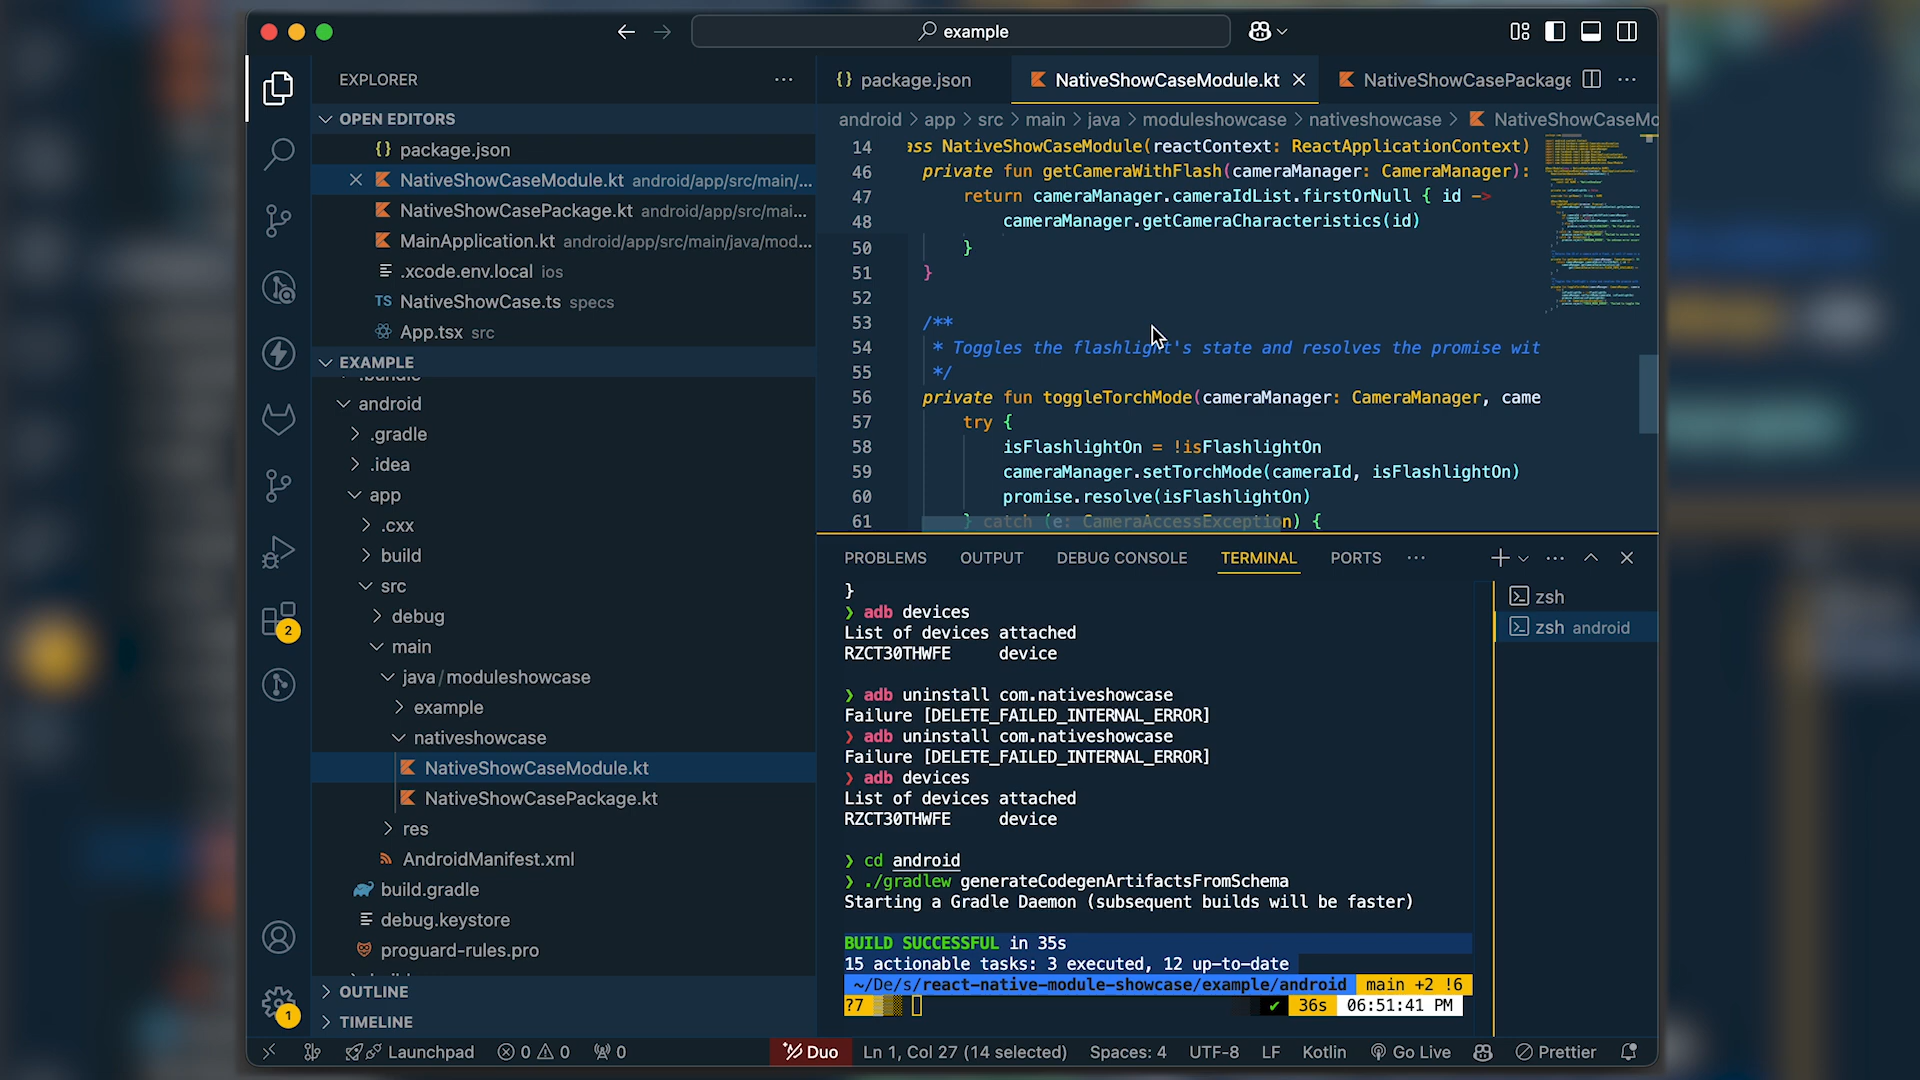 example
EXPLORER
OPEN EDITORS
package.json
NativeShowCaseModule.kt android/app/src/main/...
NativeShowCasePackage.kt android/app/src/mai...
MainApplication.kt android/app/src/main/java/mod...
.xcode.env.local ios
TS NativeShowCase.ts specs
App.tsx src
EXAMPLE
.bundle
android
.gradle
.idea
app
.cxx
build
src
debug
main
java/moduleshowcase
example
nativeshowcase
NativeShowCaseModule.kt
NativeShowCasePackage.kt
res
AndroidManifest.xml
build.gradle
debug.keystore
proguard-rules.pro
OUTLINE
TIMELINE
2
1
{} package.json
NativeShowCaseModule.kt
NativeShowCasePackage
android > app > src > main > java > moduleshowcase > nativeshowcase > NativeShowCaseMo
14 ass NativeShowCaseModule(reactContext: ReactApplicationContext)
46 private fun getCameraWithFlash(cameraManager: CameraManager):
47 return cameraManager.cameraIdList.firstOrNull { id ->
48 cameraManager.getCameraCharacteristics(id)
50 }
51 }
52
53 /**
54 * Toggles the flashlight's state and resolves the promise wit
55 */
56 private fun toggleTorchMode(cameraManager: CameraManager, came
57 try {
58 isFlashlightOn = !isFlashlightOn
59 cameraManager.setTorchMode(cameraId, isFlashlightOn)
60 promise.resolve(isFlashlightOn)
61 } catch (e: CameraAccessException) {
PROBLEMS OUTPUT DEBUG CONSOLE TERMINAL PORTS
}
❯ adb devices
List of devices attached
RZCT30THWFE device
❯ adb uninstall com.nativeshowcase
Failure [DELETE_FAILED_INTERNAL_ERROR]
❯ adb uninstall com.nativeshowcase
Failure [DELETE_FAILED_INTERNAL_ERROR]
❯ adb devices
List of devices attached
RZCT30THWFE device
❯ cd android
❯ ./gradlew generateCodegenArtifactsFromSchema
Starting a Gradle Daemon (subsequent builds will be faster)
BUILD SUCCESSFUL in 35s
15 actionable tasks: 3 executed, 12 up-to-date
~/De/s/react-native-module-showcase/example/android main +2 !6
?7 ✔ 36s 06:51:41 PM
zsh
zsh android
Launchpad 0 0 0 Duo Ln 1, Col 27 (14 selected) Spaces: 4 UTF-8 LF Kotlin Go Live Prettier